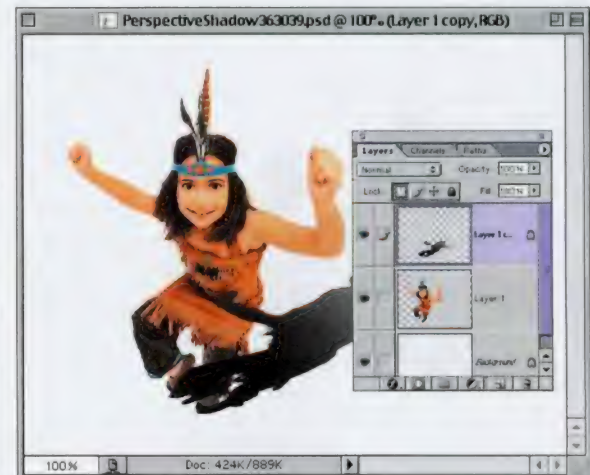 PerspectiveShadow363039.psd @ 100% (Layer 1 copy, RGB)
Layers Channels Paths
Normal Opacity: 100%
Lock: Fill: 100%
Layer 1 c...
Layer 1
Background
100% Doc: 424K/889K